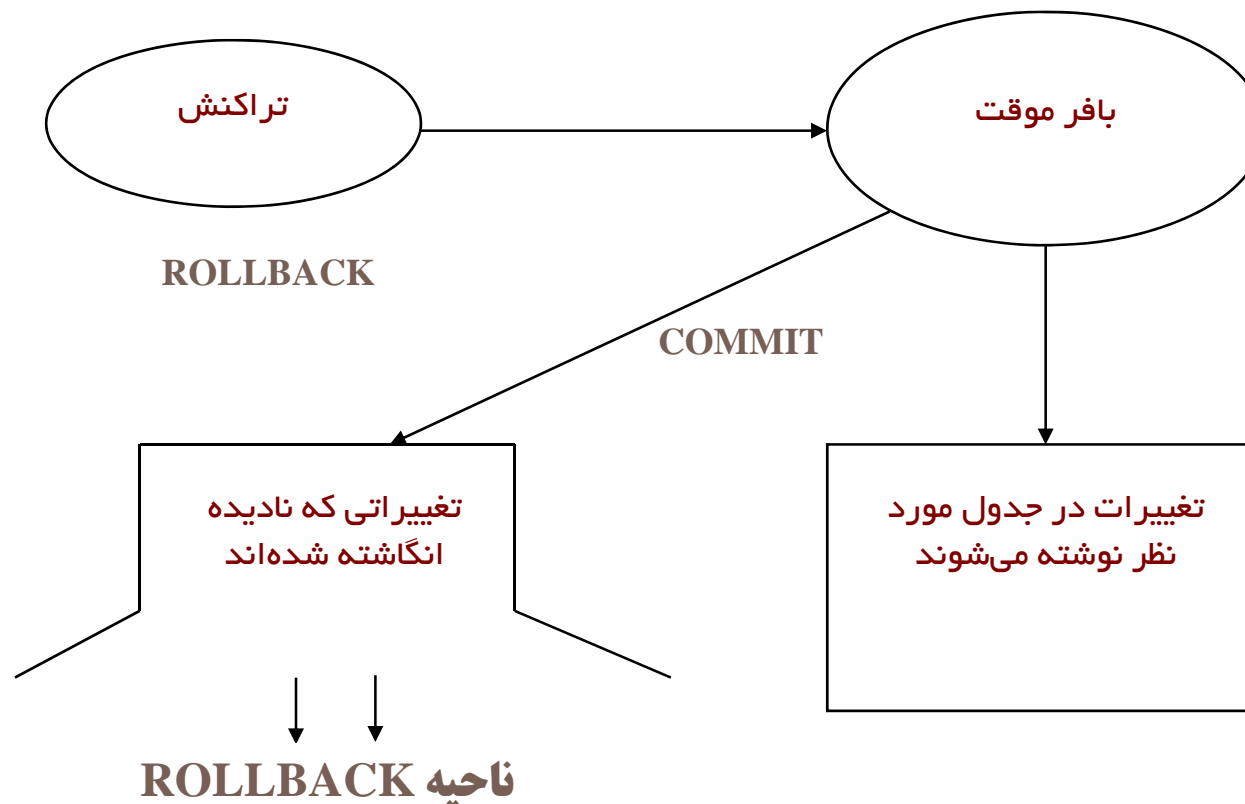 تراکنش
بافر موقت
ROLLBACK
COMMIT
تغییراتی که نادیده
انگاشته شده‌اند
تغییرات در جدول مورد
نظر نوشته می‌شوند
ناحیه ROLLBACK